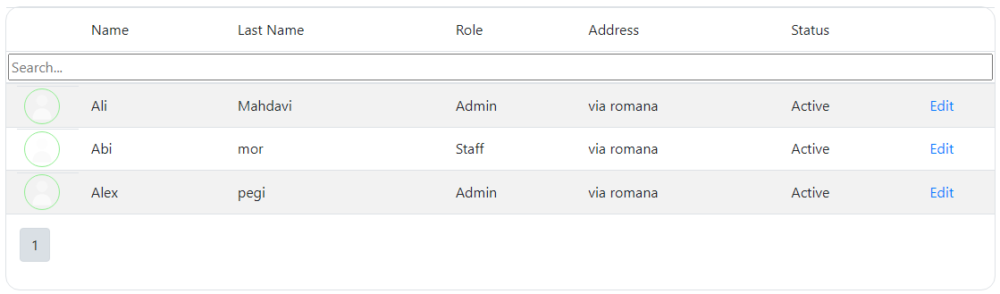 Name Last Name Role Address Status
Search...
Ali Mahdavi Admin via romana Active Edit
Abi mor Staff via romana Active Edit
Alex pegi Admin via romana Active Edit
1